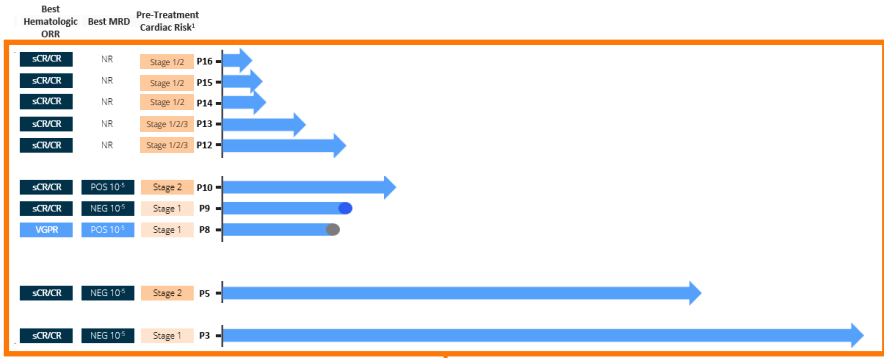 Best Hematologic ORR Best MRD Pre-Treatment Cardiac Risk¹
sCR/CR NR Stage 1/2 P16
sCR/CR NR Stage 1/2 P15
sCR/CR NR Stage 1/2 P14
sCR/CR NR Stage 1/2/3 P13
sCR/CR NR Stage 1/2/3 P12
sCR/CR POS 10⁻⁵ Stage 2 P10
sCR/CR NEG 10⁻⁵ Stage 1 P9
VGPR POS 10⁻⁵ Stage 1 P8
sCR/CR NEG 10⁻⁵ Stage 2 P5
sCR/CR NEG 10⁻⁵ Stage 1 P3